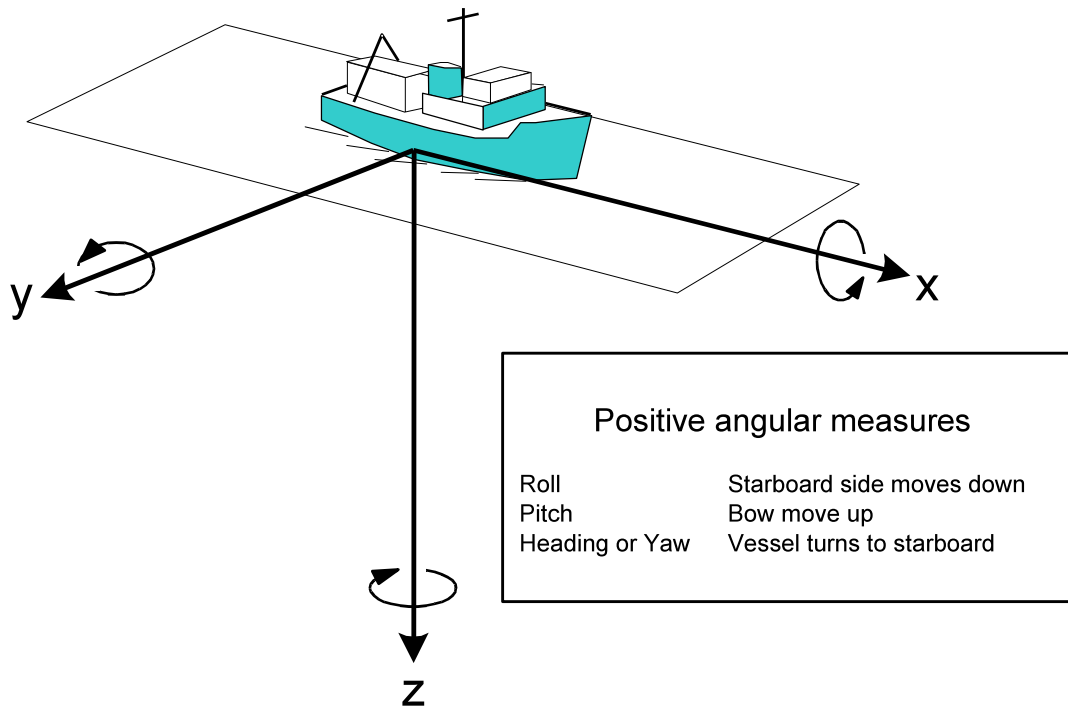 y
x
Positive angular measures
Roll Starboard side moves down
Pitch Bow move up
Heading or Yaw Vessel turns to starboard
z